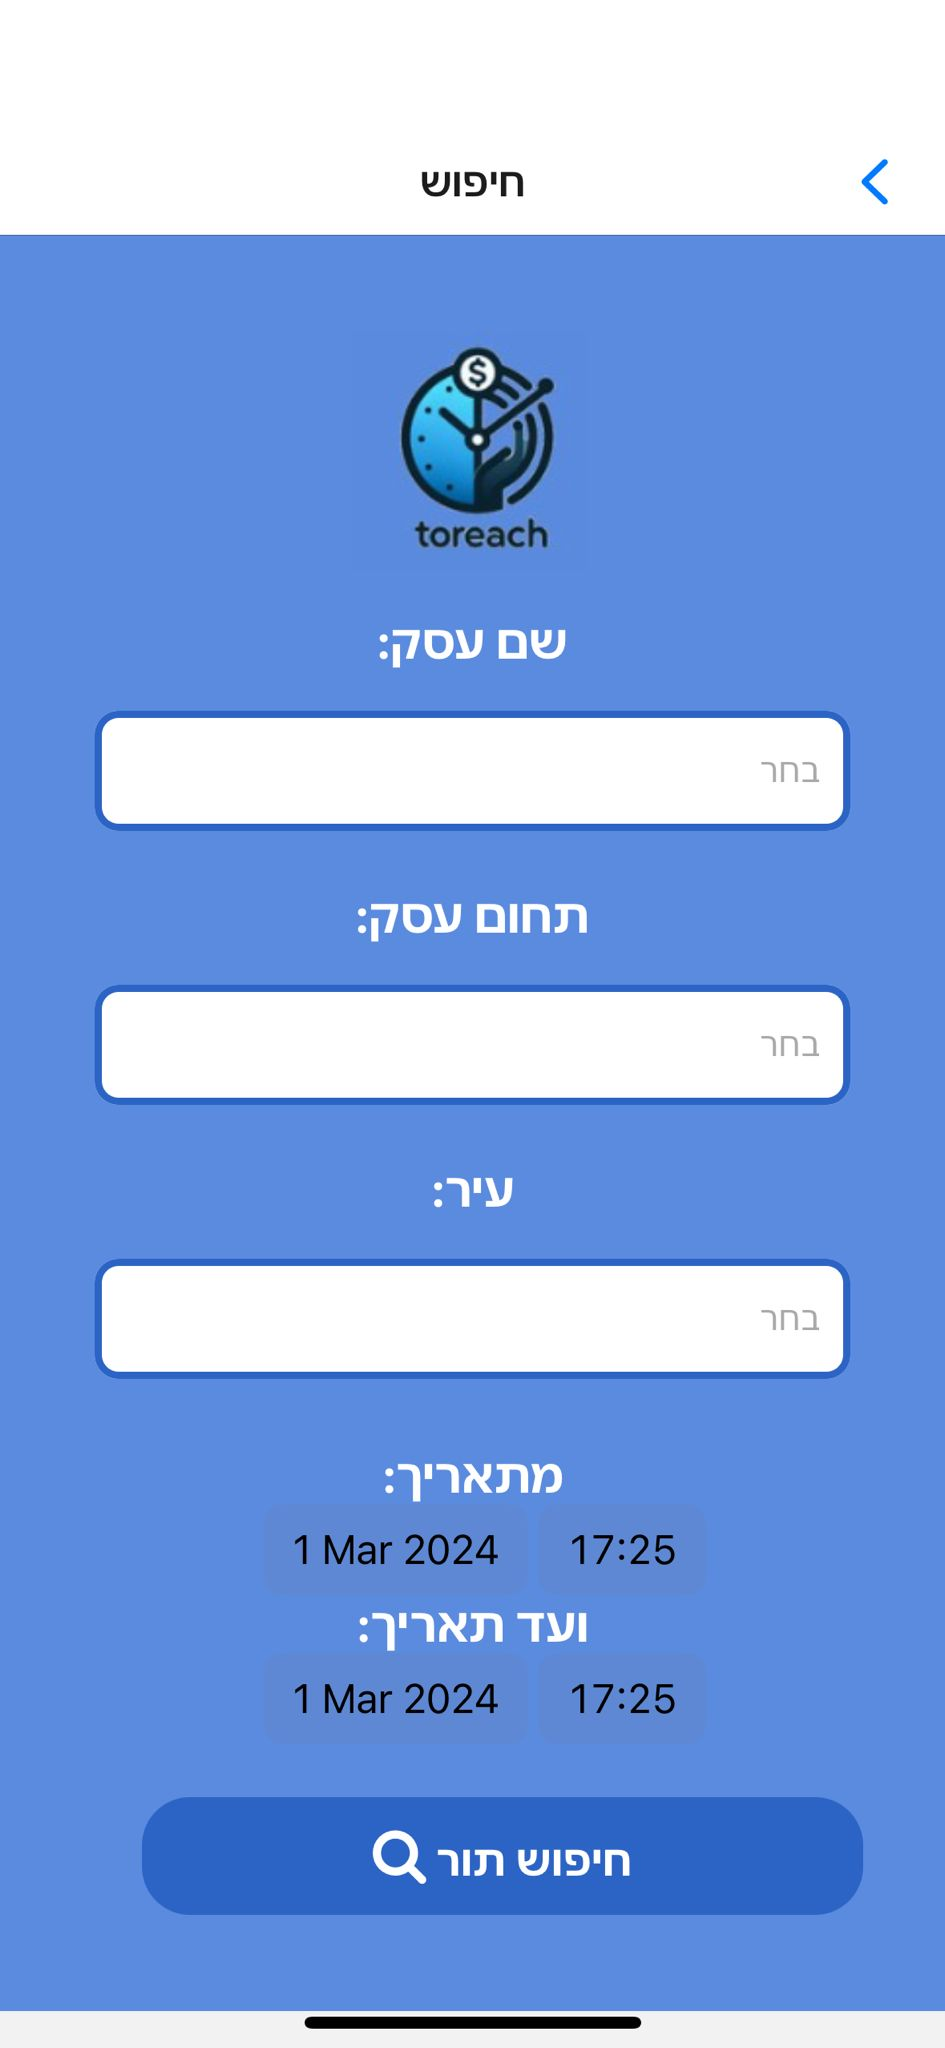 חיפוש
$
toreach
שם עסק:
בחר
תחום עסק:
בחר
עיר:
בחר
מתאריך:
1 Mar 2024 17:25
ועד תאריך:
1 Mar 2024 17:25
חיפוש תור